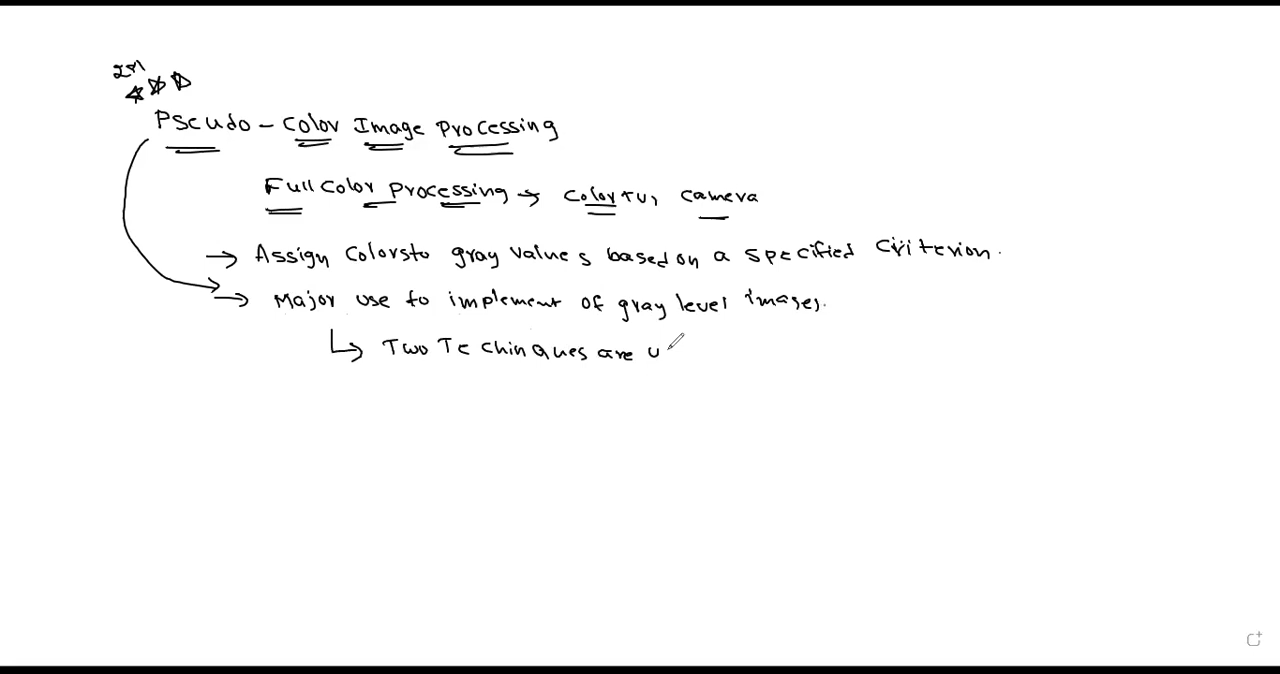 Pseudo - Color Image Processing
Full Color Processing → Color TV, Camera
→ Assign Colorsto gray values based on a specified Criterion.
→ Major use to implement of gray level images.
↳ Two Techinques are u